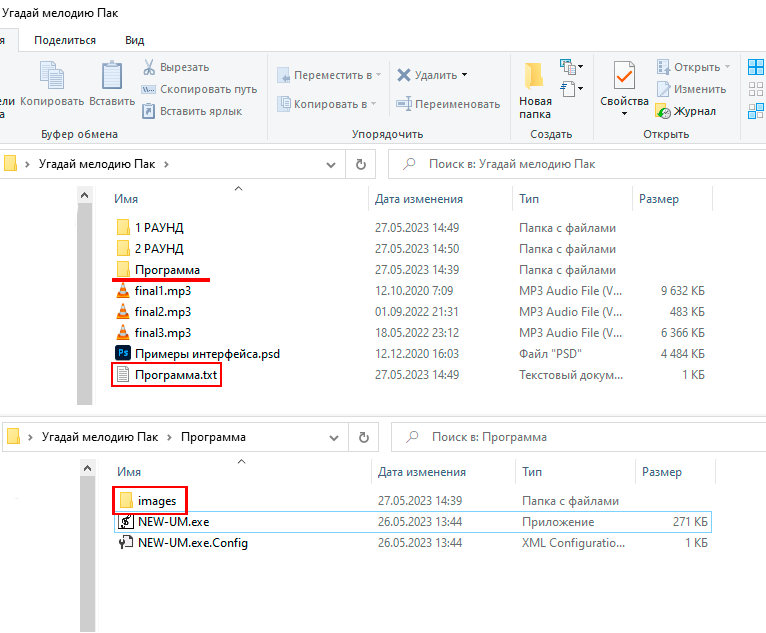 Угадай мелодию Пак
я Поделиться Вид
Вырезать
Скопировать путь
Вставить ярлык
ели Копировать Вставить
а
Буфер обмена
Переместить в Удалить
Копировать в Переименовать
Упорядочить
Новая
папка
Создать
Свойства
Открыть
Изменить
Журнал
Открыть
Угадай мелодию Пак Поиск в: Угадай мелодию Пак
Имя Дата изменения Тип Размер
1 РАУНД 27.05.2023 14:49 Папка с файлами
2 РАУНД 27.05.2023 14:50 Папка с файлами
Программа 27.05.2023 14:39 Папка с файлами
final1.mp3 12.10.2020 7:09 MP3 Audio File (V... 9 632 КБ
final2.mp3 01.09.2022 21:31 MP3 Audio File (V... 483 КБ
final3.mp3 18.05.2022 23:12 MP3 Audio File (V... 6 366 КБ
Ps Примеры интерфейса.psd 12.12.2020 16:03 Файл "PSD" 4 484 КБ
Программа.txt 27.05.2023 14:49 Текстовый докум... 1 КБ
Угадай мелодию Пак Программа Поиск в: Программа
Имя Дата изменения Тип Размер
images 27.05.2023 14:39 Папка с файлами
NEW-UM.exe 26.05.2023 13:44 Приложение 271 КБ
NEW-UM.exe.Config 26.05.2023 13:44 XML Configuratio... 1 КБ